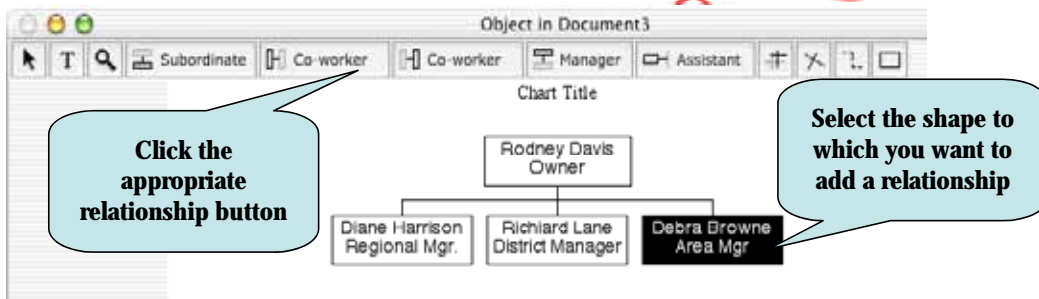 Object in Document3
T Subordinate Co-worker Co-worker Manager Assistant
Chart Title
Click the
appropriate
relationship button
Select the shape to
which you want to
add a relationship
Rodney Davis
Owner
Diane Harrison
Regional Mgr.
Richiard Lane
District Manager
Debra Browne
Area Mgr